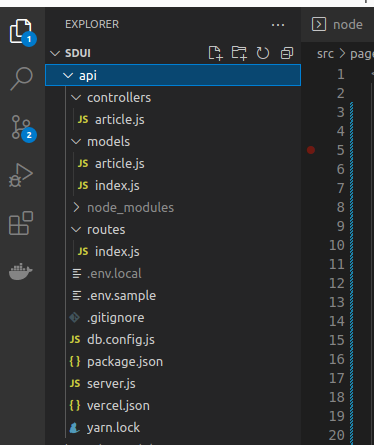 EXPLORER
node
SDUI
src > page
api
controllers
JS article.js
models
JS article.js
JS index.js
node_modules
routes
JS index.js
.env.local
.env.sample
.gitignore
JS db.config.js
{ } package.json
JS server.js
{ } vercel.json
yarn.lock
1
2
1
2
3
4
5
6
7
8
9
10
11
12
13
14
15
16
17
18
19
20